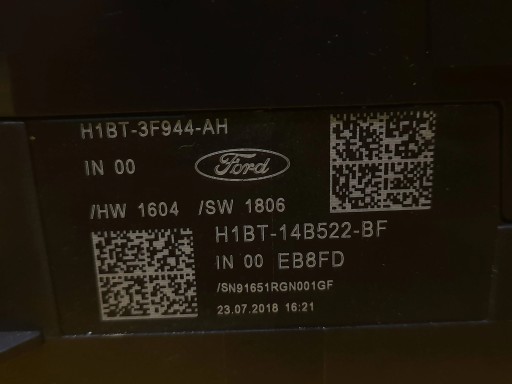 H1BT-3F944-AH
IN 00
Ford
/HW 1604 /SW 1806
H1BT-14B522-BF
IN 00 EB8FD
/SN91651RGN001GF
23.07.2018 16:21